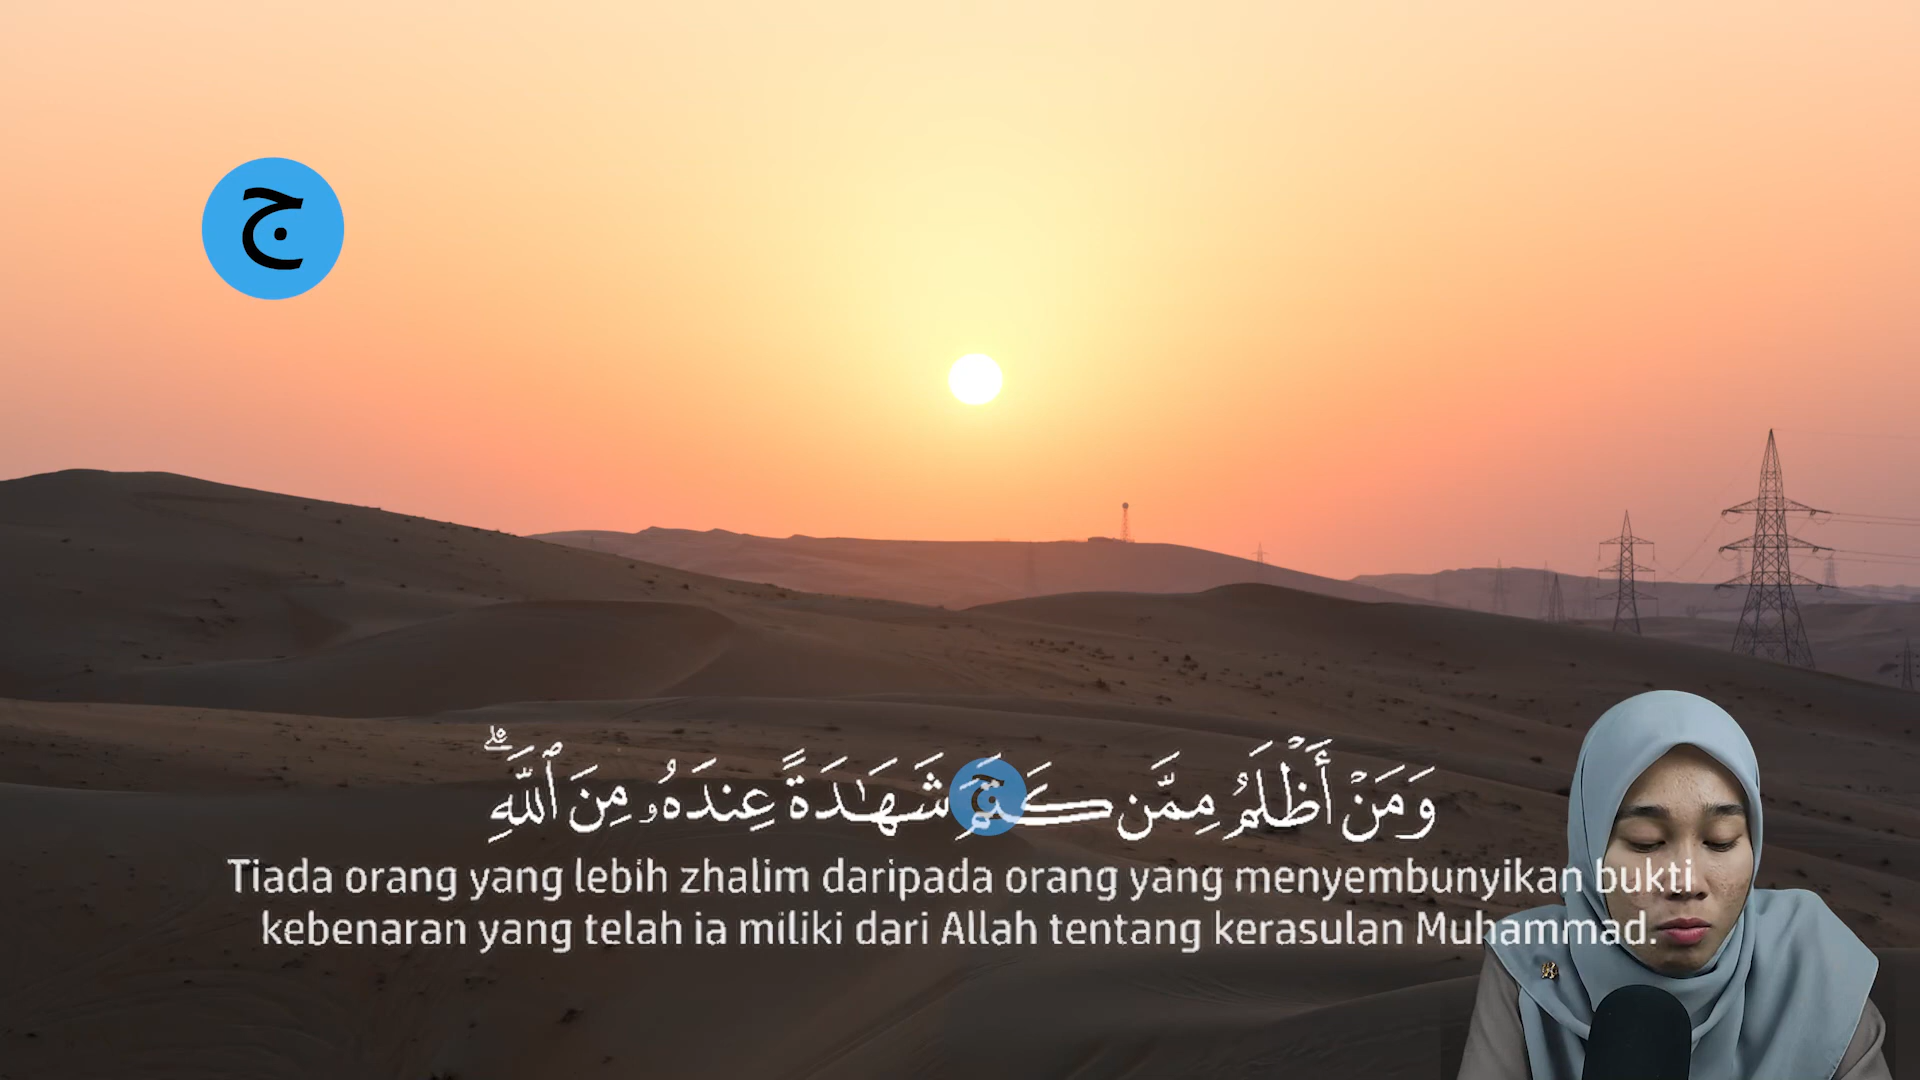 ج
وَمَنْ أَظْلَمُ مِمَّن كَتَمَ شَهَٰدَةً عِندَهُۥ مِنَ ٱللَّهِ ۗ
ج
Tiada orang yang lebih zhalim daripada orang yang menyembunyikan bukti
kebenaran yang telah ia miliki dari Allah tentang kerasulan Muhammad.